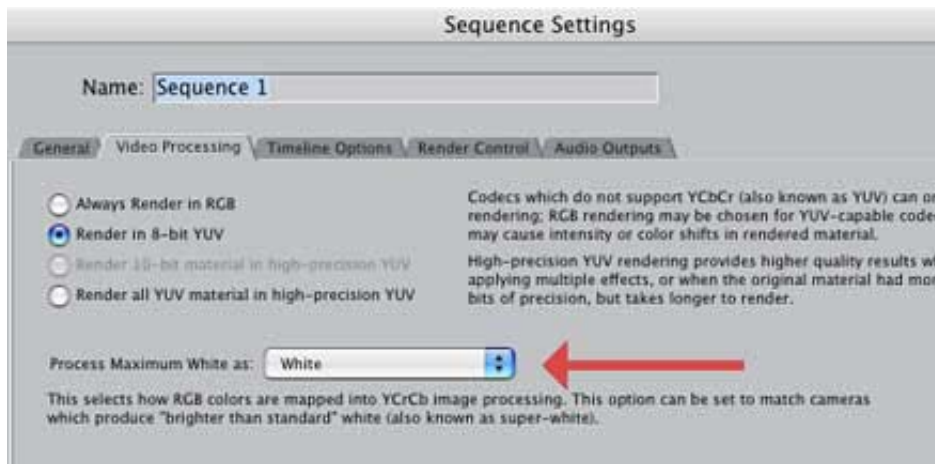 Sequence Settings
Name: Sequence 1
General Video Processing Timeline Options Render Control Audio Outputs
Always Render in RGB
Render in 8-bit YUV
Render 10-bit material in high-precision YUV
Render all YUV material in high-precision YUV
Codecs which do not support YCbCr (also known as YUV) can
rendering; RGB rendering may be chosen for YUV-capable
may cause intensity or color shifts in rendered material.
High-precision YUV rendering provides higher quality results
applying multiple effects, or when the original material had
bits of precision, but takes longer to render.
Process Maximum White as: White
This selects how RGB colors are mapped into YCrCb image processing. This option can be set to match cameras
which produce "brighter than standard" white (also known as super-white).